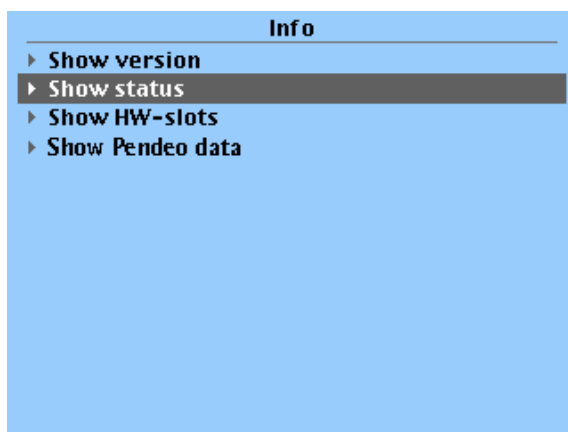 Info
Show version
Show status
Show HW-slots
Show Pendeo data